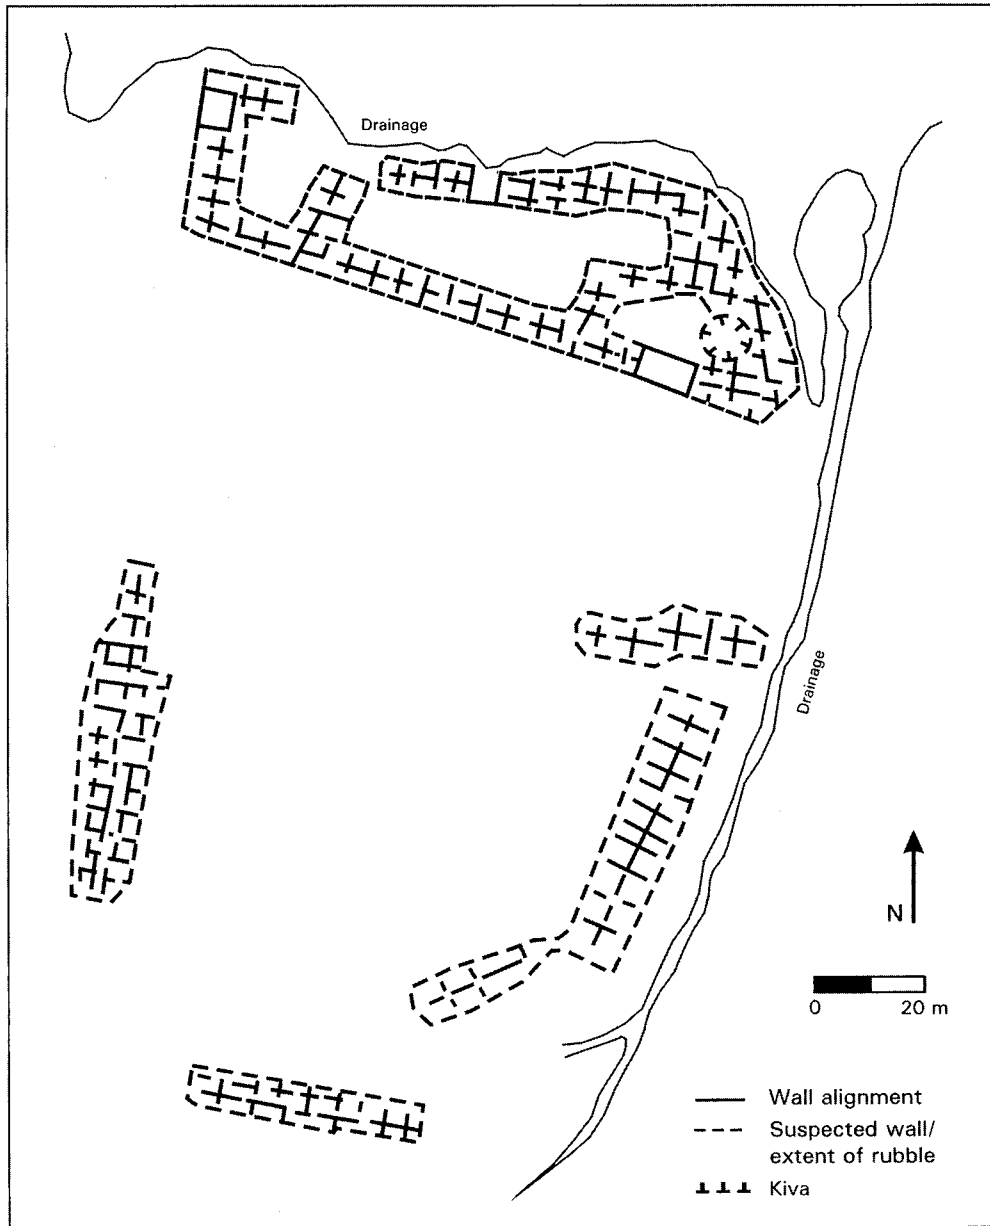 Drainage
Drainage
N
0 20 m
Wall alignment
Suspected wall/
extent of rubble
Kiva